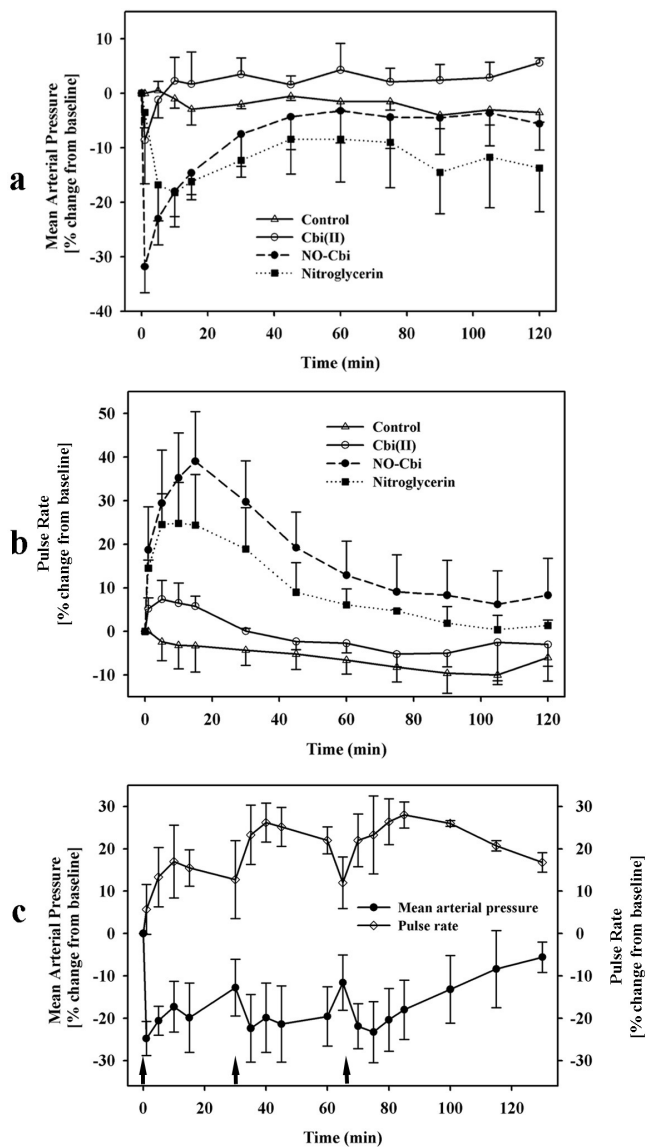 a
Mean Arterial Pressure
[% change from baseline]
10
0
-10
-20
-30
-40
Control
Cbi(II)
NO-Cbi
Nitroglycerin
0 20 40 60 80 100 120
Time (min)
b
Pulse Rate
[% change from baseline]
50
40
30
20
10
0
-10
Control
Cbi(II)
NO-Cbi
Nitroglycerin
0 20 40 60 80 100 120
Time (min)
c
Mean Arterial Pressure
[% change from baseline]
30
20
10
0
-10
-20
-30
Mean arterial pressure
Pulse rate
30
20
10
0
-10
-20
-30
Pulse Rate
[% change from baseline]
0 20 40 60 80 100 120
Time (min)